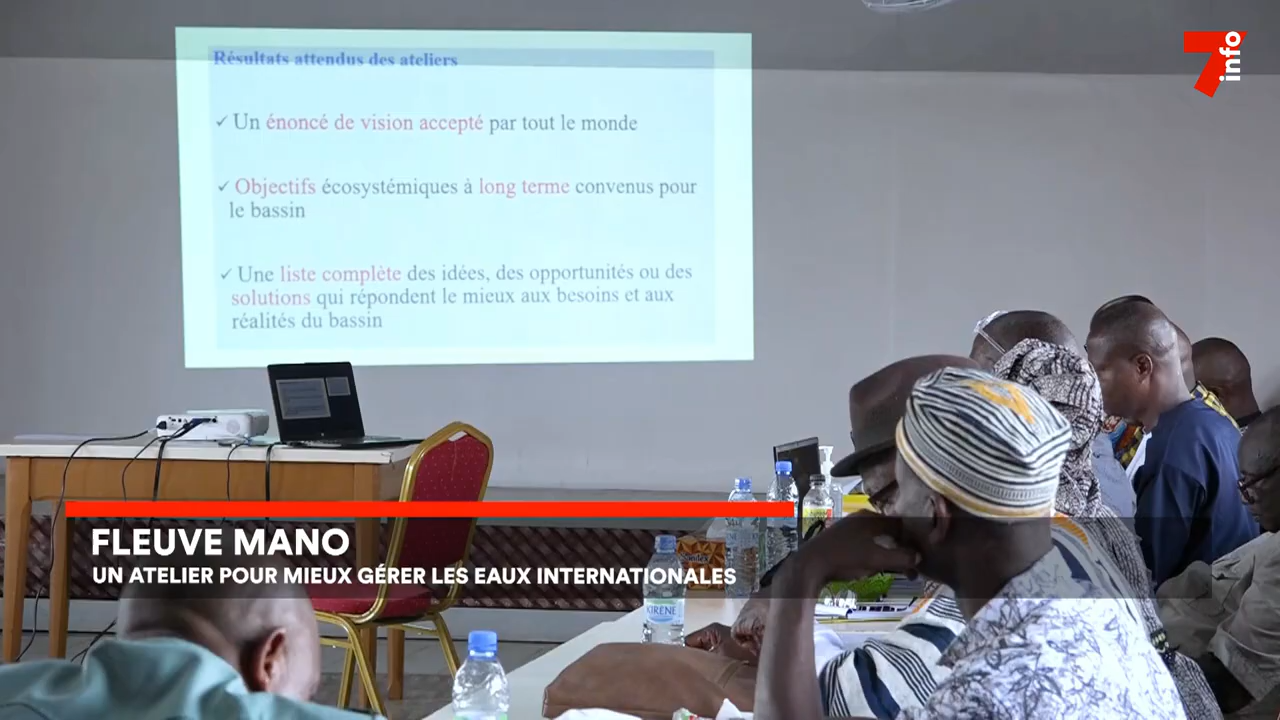 Résultats attendus des ateliers
✓ Un énoncé de vision accepté par tout le monde
✓ Objectifs écosystémiques à long terme convenus pour
le bassin
✓ Une liste complète des idées, des opportunités ou des
solutions qui répondent le mieux aux besoins et aux
réalités du bassin
7info
FLEUVE MANO
UN ATELIER POUR MIEUX GÉRER LES EAUX INTERNATIONALES
KIRENE